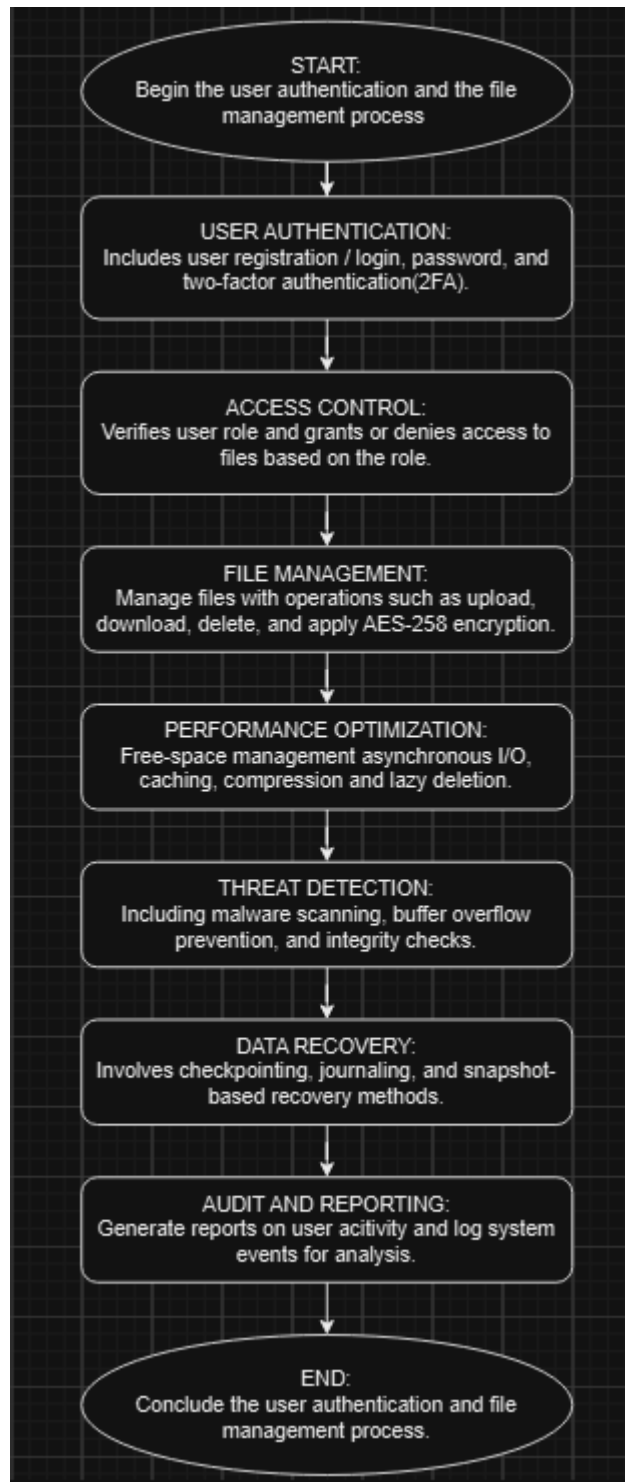 START:
Begin the user authentication and the file
management process
USER AUTHENTICATION:
Includes user registration / login, password, and
two-factor authentication(2FA).
ACCESS CONTROL:
Verifies user role and grants or denies access to
files based on the role.
FILE MANAGEMENT:
Manage files with operations such as upload,
download, delete, and apply AES-258 encryption.
PERFORMANCE OPTIMIZATION:
Free-space management asynchronous I/O,
caching, compression and lazy deletion.
THREAT DETECTION:
Including malware scanning, buffer overflow
prevention, and integrity checks.
DATA RECOVERY:
Involves checkpointing, journaling, and snapshot-
based recovery methods.
AUDIT AND REPORTING:
Generate reports on user acitivity and log system
events for analysis.
END:
Conclude the user authentication and file
management process.